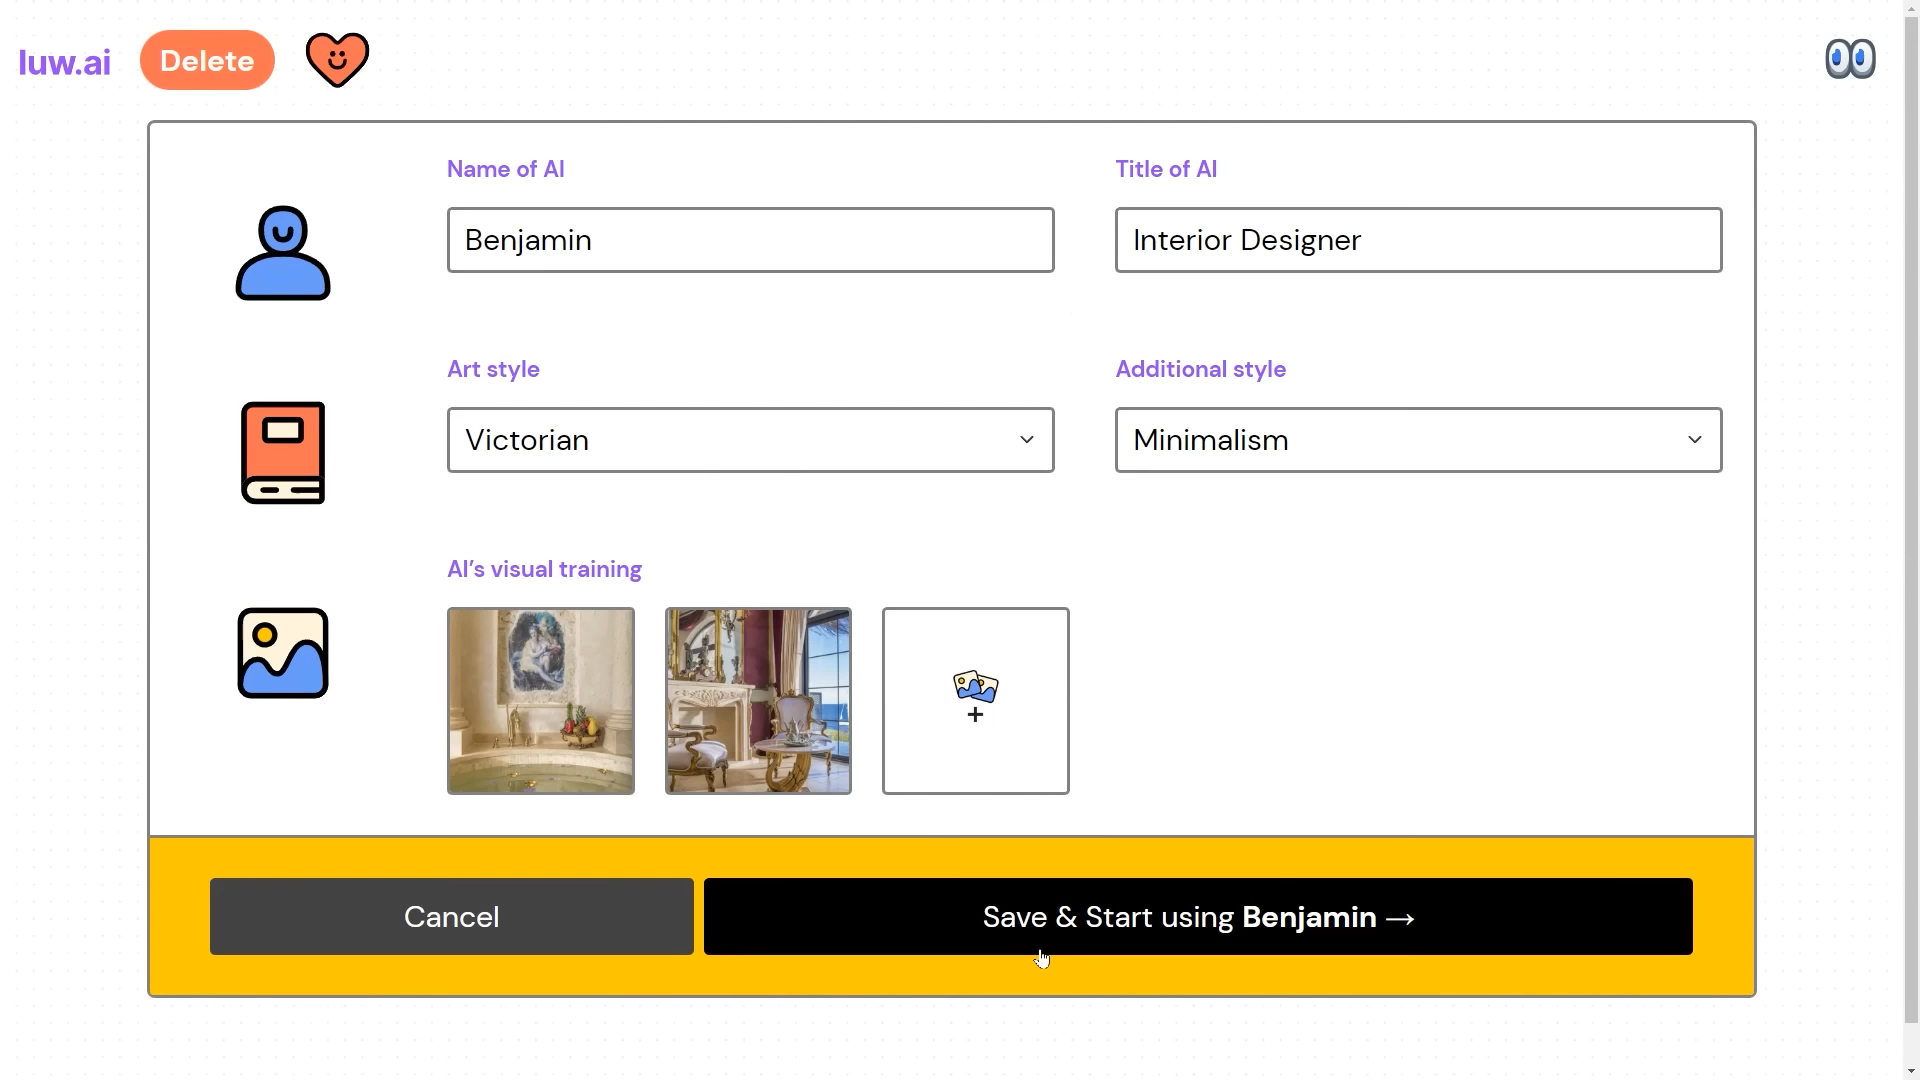 luw.ai
Delete
Name of AI
Title of AI
Benjamin
Interior Designer
Art style
Additional style
Victorian
Minimalism
AI’s visual training
+
Cancel
Save & Start using Benjamin →